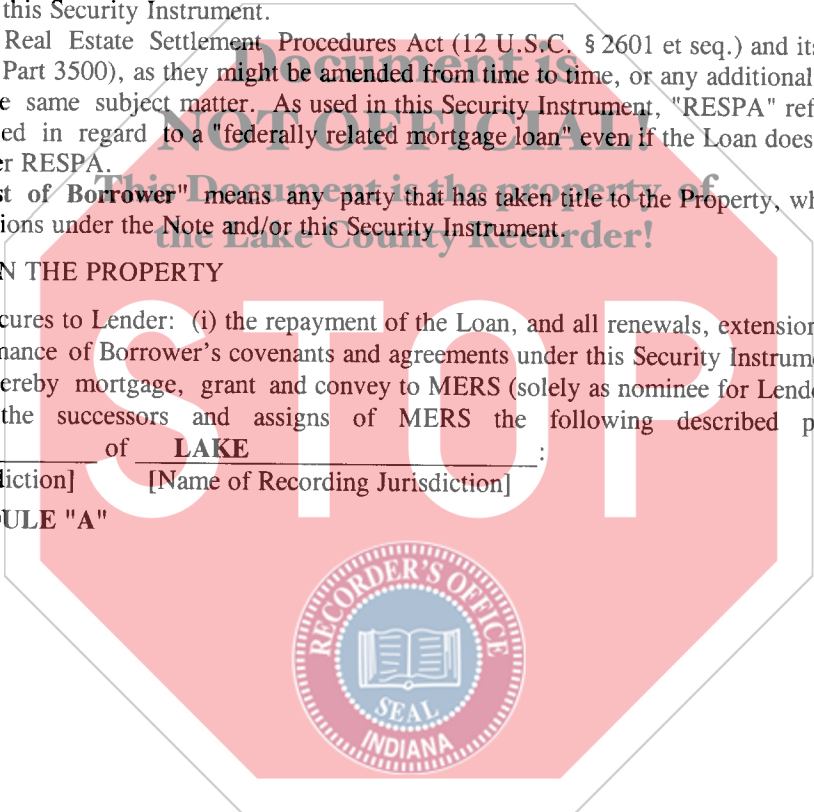 this Security Instrument.
Real Estate Settlement Procedures Act (12 U.S.C. § 2601 et seq.) and its
Part 3500), as they might be amended from time to time, or any additional
e same subject matter. As used in this Security Instrument, "RESPA" ref
ed in regard to a "federally related mortgage loan" even if the Loan does
er RESPA.
st of Borrower" means any party that has taken title to the Property, wh
ions under the Note and/or this Security Instrument.
Document is
NOT OFFICIAL!
This Document is the property of
the Lake County Recorder!
N THE PROPERTY
cures to Lender: (i) the repayment of the Loan, and all renewals, extension
nance of Borrower's covenants and agreements under this Security Instrume
ereby mortgage, grant and convey to MERS (solely as nominee for Lende
the successors and assigns of MERS the following described p
of LAKE :
diction] [Name of Recording Jurisdiction]
ULE "A"
STOP
RECORDER'S OFFICE
SEAL
INDIANA